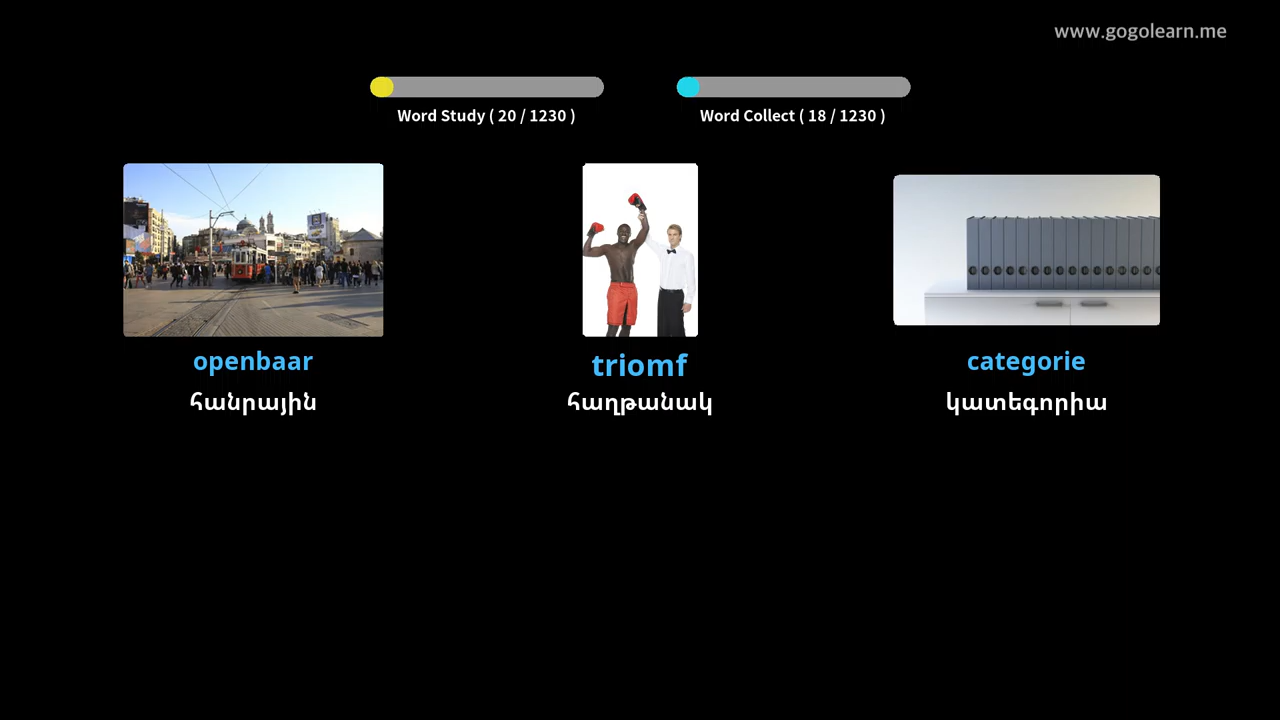 www.gogolearn.me
Word Study ( 20 / 1230 )
Word Collect ( 18 / 1230 )
openbaar
triomf
categorie
հանրային
հաղթանակ
կատեգորիա